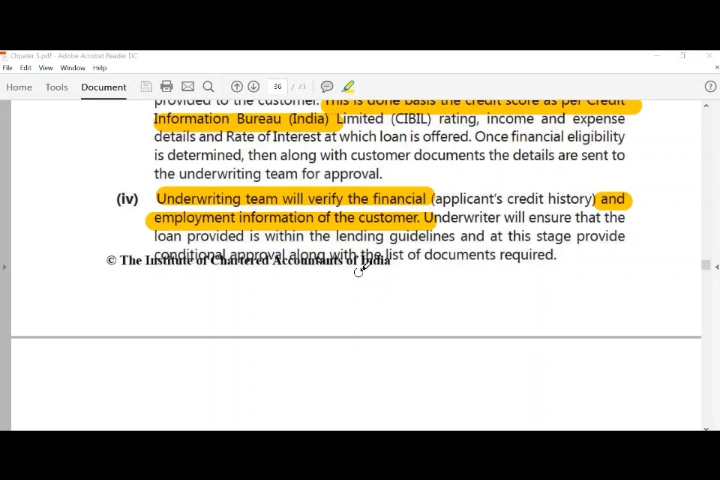 Chpater 5.pdf - Adobe Acrobat Reader DC
File Edit View Window Help
Home Tools Document 36 / 73
provided to the customer. This is done basis the credit score as per Credit
Information Bureau (India) Limited (CIBIL) rating, income and expense
details and Rate of Interest at which loan is offered. Once financial eligibility
is determined, then along with customer documents the details are sent to
the underwriting team for approval.
(iv) Underwriting team will verify the financial (applicant's credit history) and
employment information of the customer. Underwriter will ensure that the
loan provided is within the lending guidelines and at this stage provide
conditional approval along with the list of documents required.
© The Institute of Chartered Accountants of India